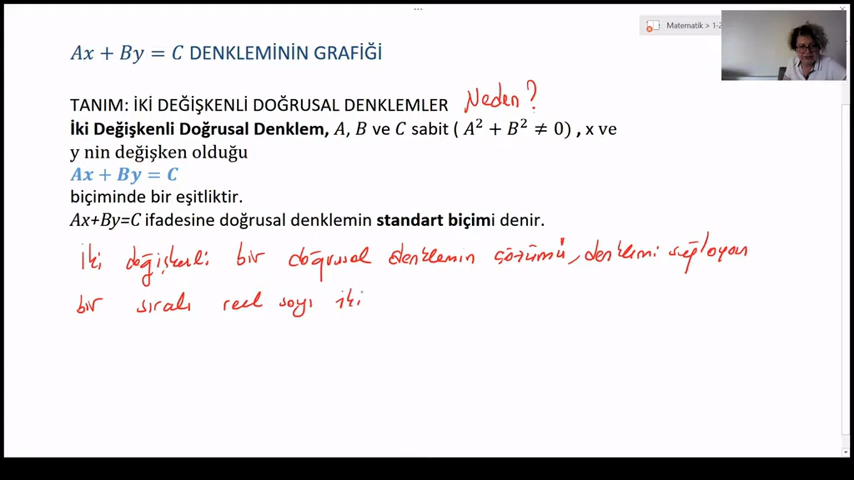 Matematik > 1-2
Ax + By = C DENKLEMİNİN GRAFİĞİ
TANIM: İKİ DEĞİŞKENLİ DOĞRUSAL DENKLEMLER Neden?
İki Değişkenli Doğrusal Denklem, A, B ve C sabit ( A² + B² ≠ 0) , x ve
y nin değişken olduğu
Ax + By = C
biçiminde bir eşitliktir.
Ax+By=C ifadesine doğrusal denklemin standart biçimi denir.
İki değişkenli bir doğrusal denklemin çözümü, denklemi sağlayan
bir sıralı reel sayı iki